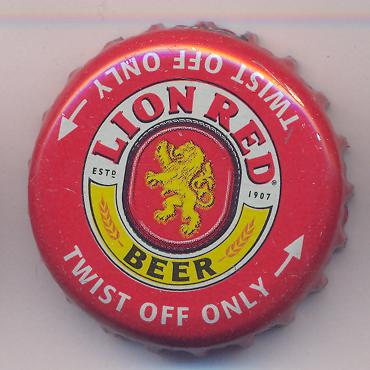 TWIST OFF ONLY
LION RED
ESTD
1907
BEER
TWIST OFF ONLY